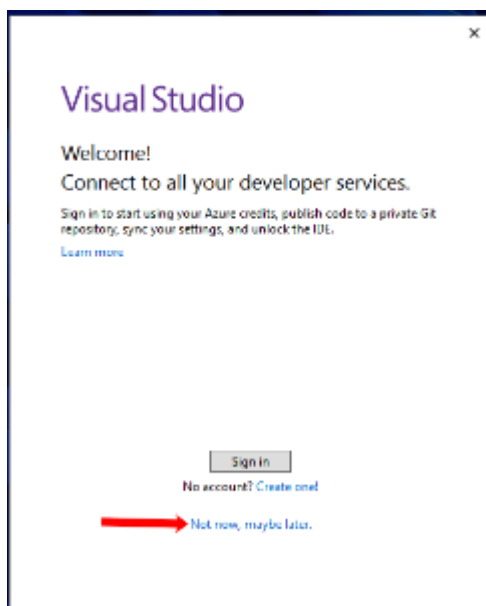 Visual Studio
Welcome!
Connect to all your developer services.
Sign in to start using your Azure credits, publish code to a private Git
repository, sync your settings, and unlock the IDE.
Learn more
Sign in
No account? Create one!
Not now, maybe later.